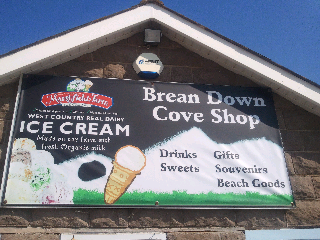 WEST COUNTRY REAL DAIRY
ICE CREAM
Made on our farm with
fresh Organic milk
Brean Down
Cove Shop
Drinks Gifts
Sweets Souvenirs
Beach Goods